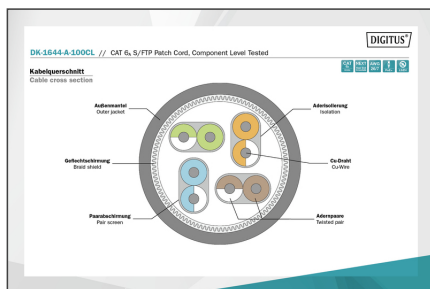 DIGITUS®
DK-1644-A-100CL // CAT 6A S/FTP Patch Cord, Component Level Tested
Kabelquerschnitt
Cable cross section
Außenmantel
Outer jacket
Aderisolierung
Isolation
Geflechtschirmung
Braid shield
Cu-Draht
Cu-Wire
Paarabschirmung
Pair screen
Adernpaare
Twisted pair